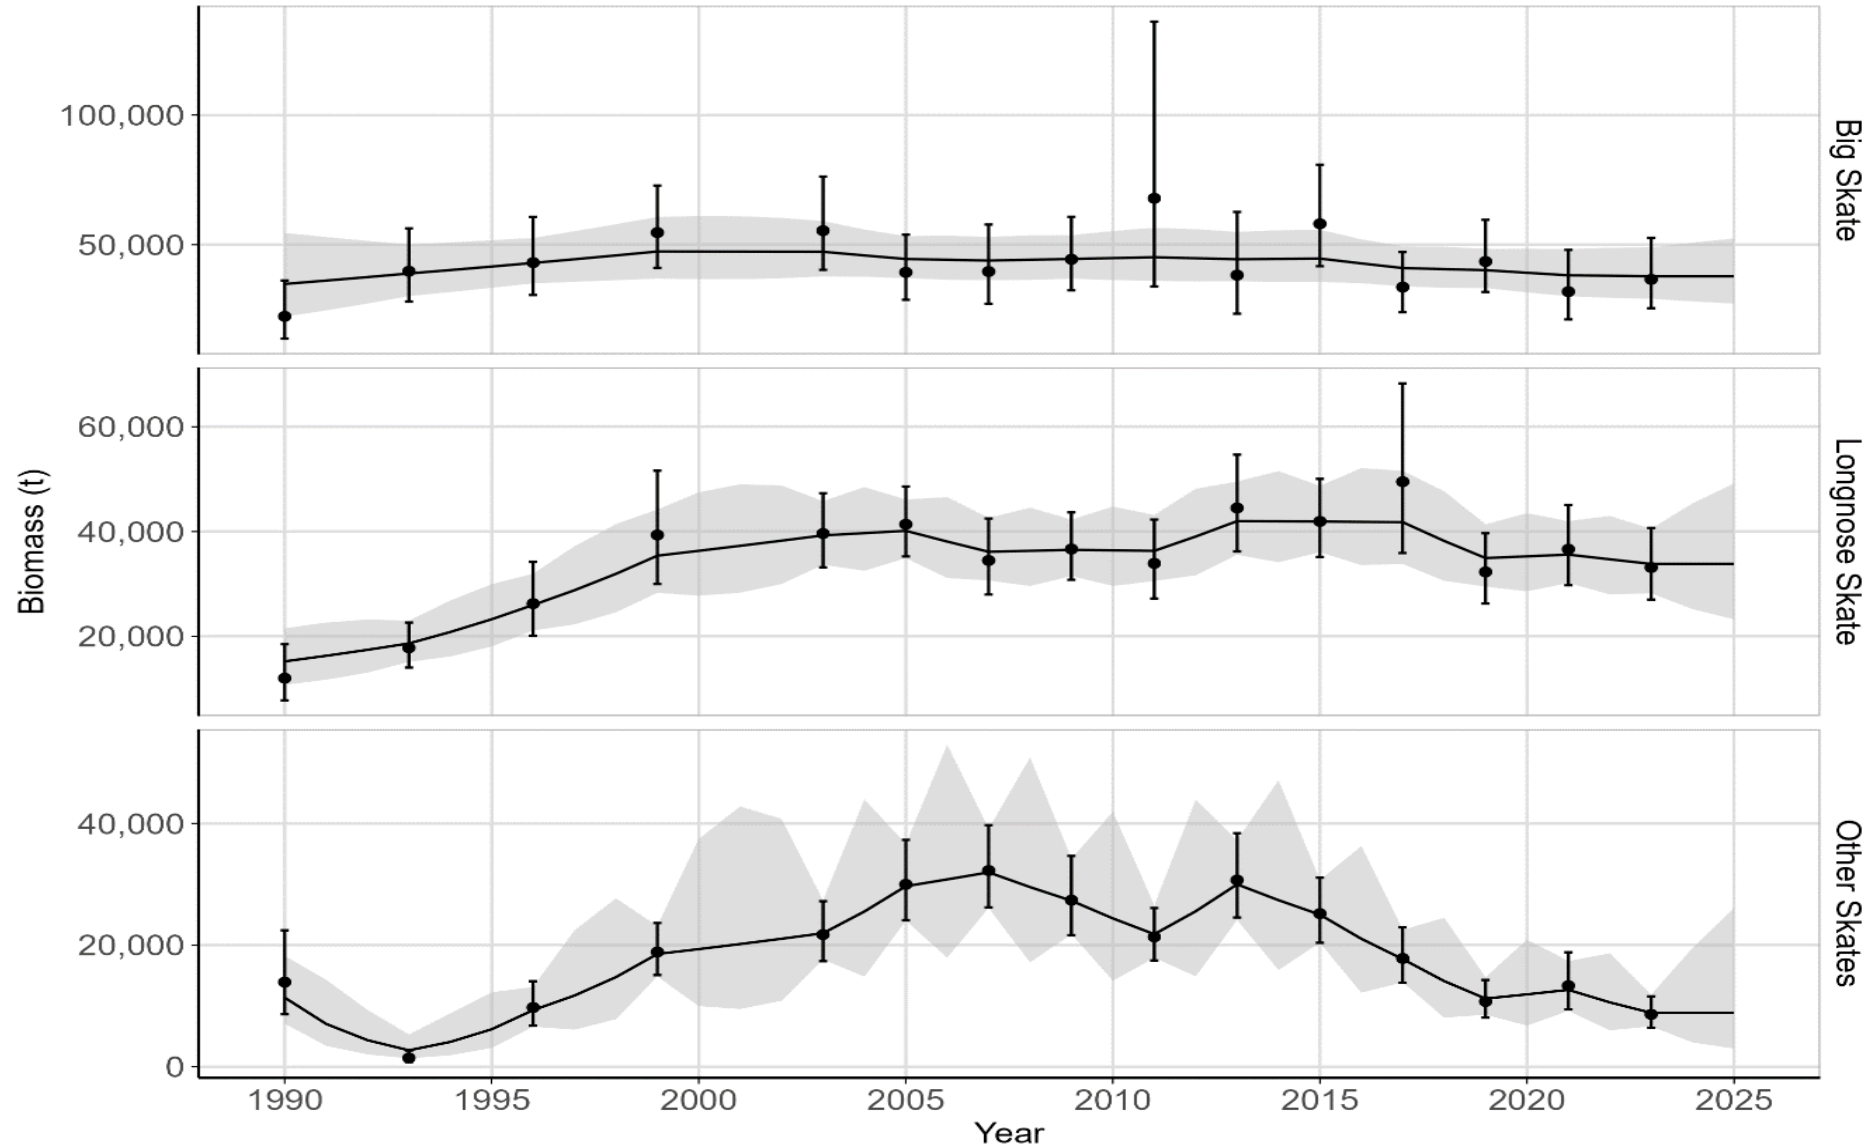 100,000
50,000
Big Skate
60,000
40,000
20,000
Longnose Skate
Biomass (t)
40,000
20,000
0
Other Skates
1990 1995 2000 2005 2010 2015 2020 2025
Year